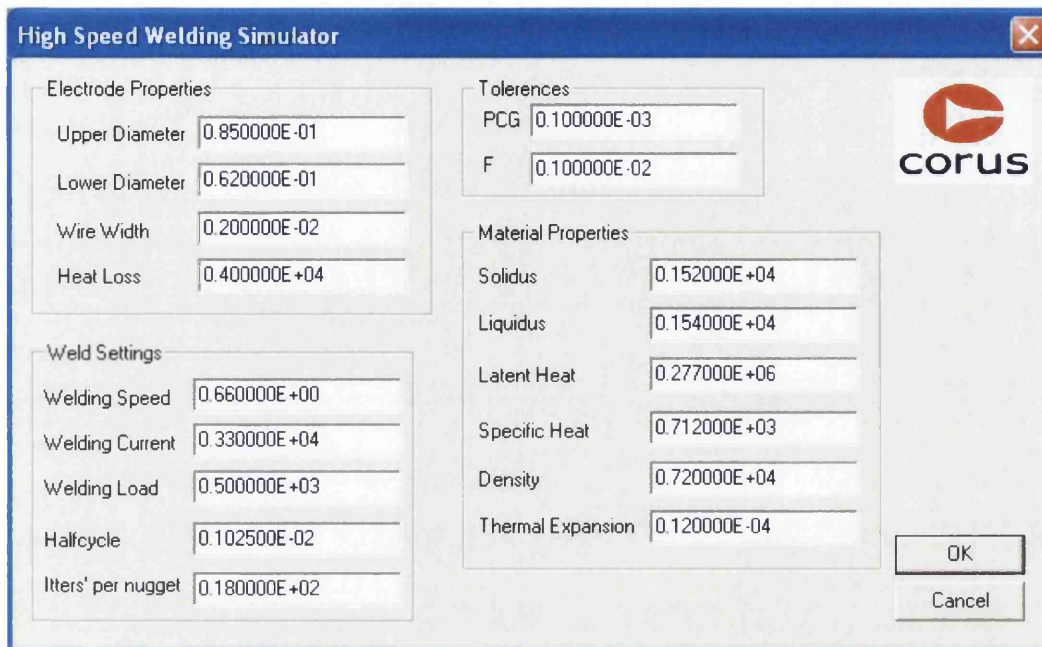 High Speed Welding Simulator
Electrode Properties
Upper Diameter 0.850000E-01
Lower Diameter 0.620000E-01
Wire Width 0.200000E-02
Heat Loss 0.400000E+04
Tolerences
PCG 0.100000E-03
F 0.100000E-02
corus
Weld Settings
Welding Speed 0.660000E+00
Welding Current 0.330000E+04
Welding Load 0.500000E+03
Halfcycle 0.102500E-02
Itters' per nugget 0.180000E+02
Material Properties
Solidus 0.152000E+04
Liquidus 0.154000E+04
Latent Heat 0.277000E+06
Specific Heat 0.712000E+03
Density 0.720000E+04
Thermal Expansion 0.120000E-04
OK
Cancel